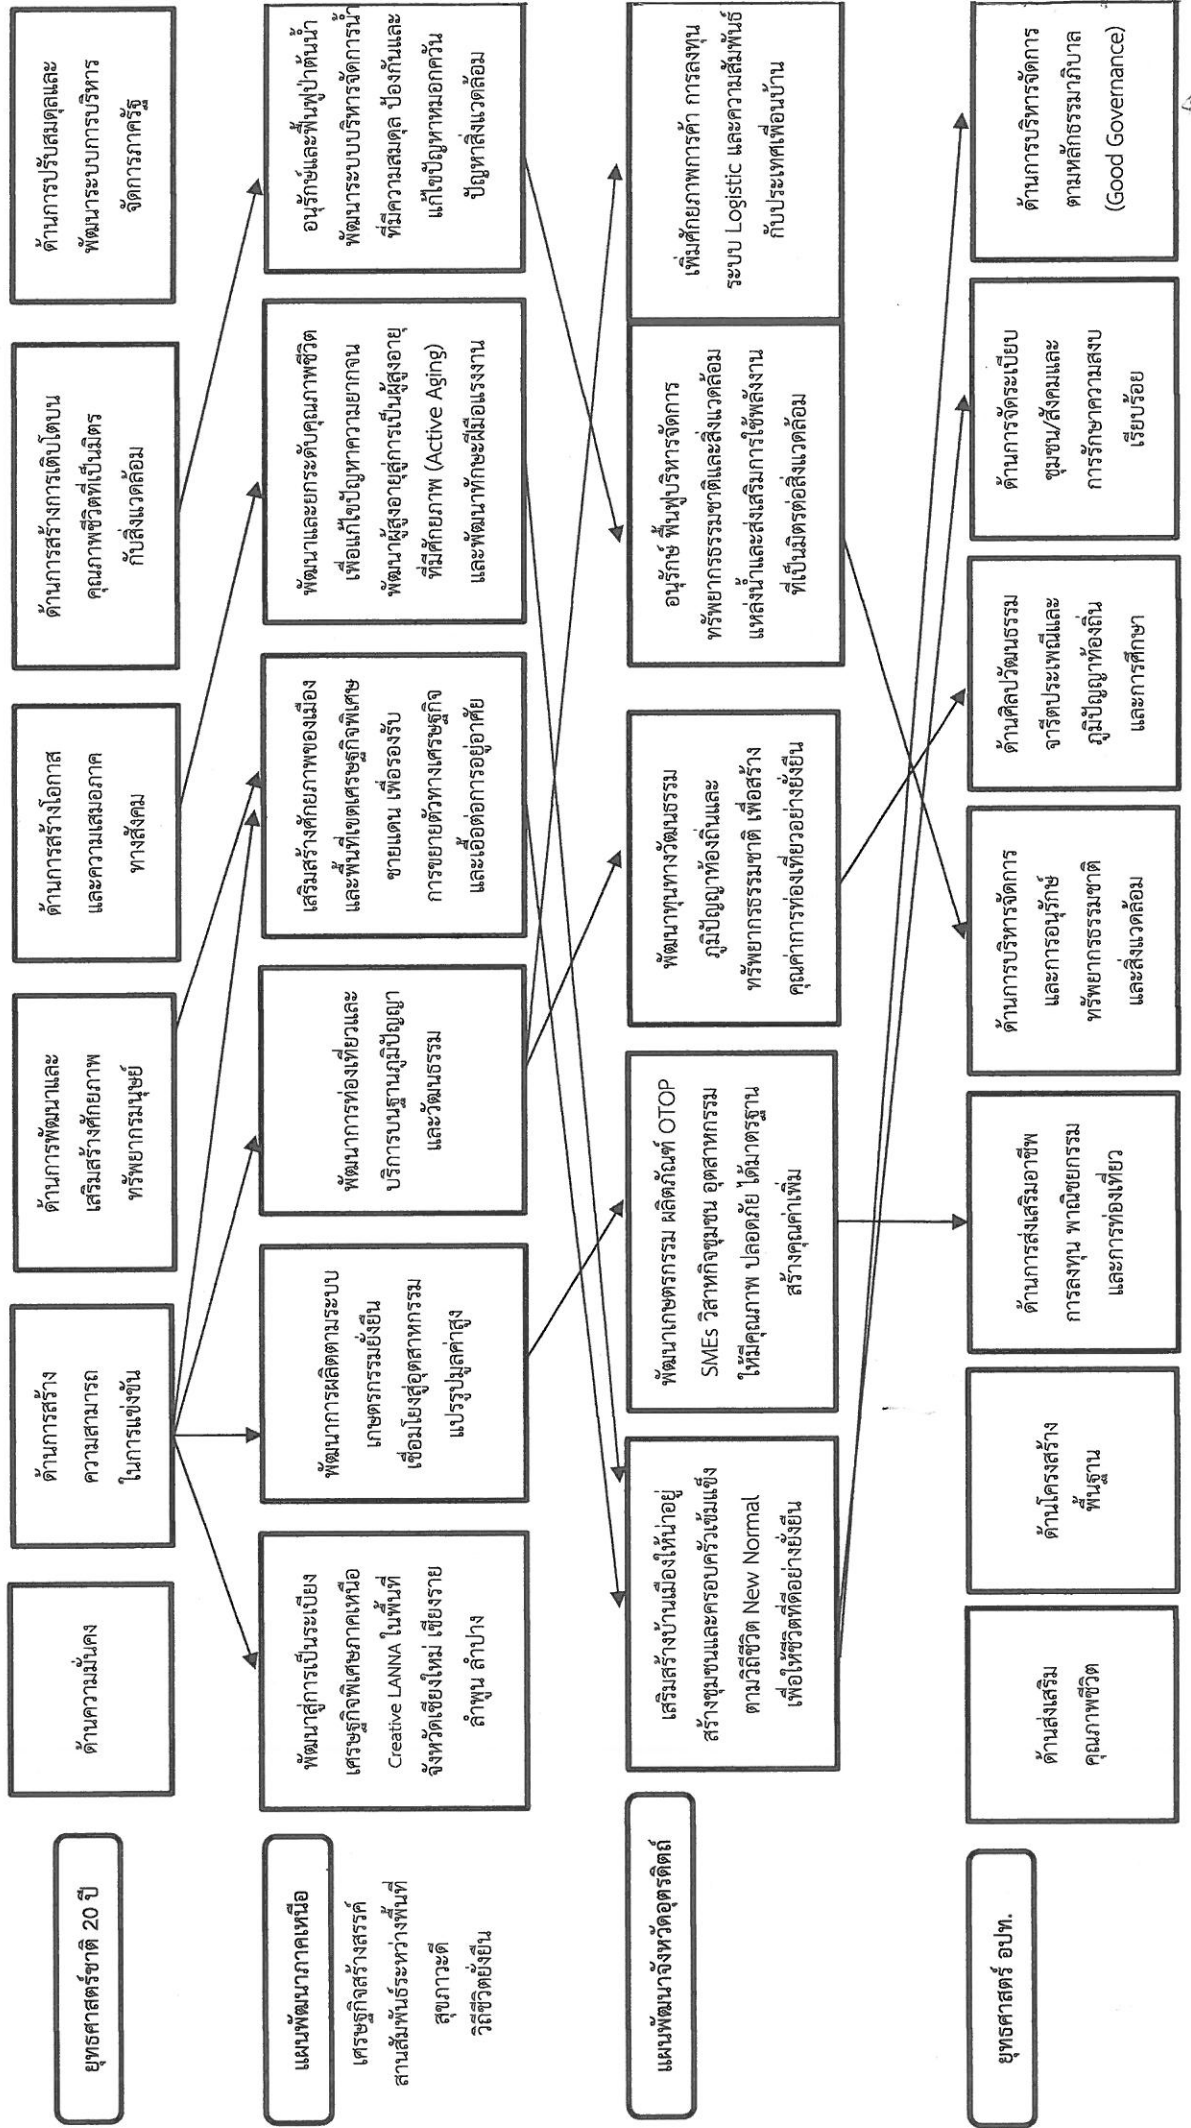 ยุทธศาสตร์ชาติ 20 ปี
ด้านความมั่นคง
ด้านการสร้าง
ความสามารถ
ในการแข่งขัน
ด้านการพัฒนาและ
เสริมสร้างศักยภาพ
ทรัพยากรมนุษย์
ด้านการสร้างโอกาส
และความเสมอภาค
ทางสังคม
ด้านการสร้างการเติบโตบน
คุณภาพชีวิตที่เป็นมิตร
กับสิ่งแวดล้อม
ด้านการปรับสมดุลและ
พัฒนาระบบการบริหาร
จัดการภาครัฐ
แผนพัฒนาภาคเหนือ
เศรษฐกิจสร้างสรรค์
สานสัมพันธ์ระหว่างพื้นที่
สุขภาวะดี
วิถีชีวิตยั่งยืน
พัฒนาสู่การเป็นระเบียง
เศรษฐกิจพิเศษภาคเหนือ
Creative LANNA ในพื้นที่
จังหวัดเชียงใหม่ เชียงราย
ลำพูน ลำปาง
พัฒนาการผลิตตามระบบ
เกษตรกรรมยั่งยืน
เชื่อมโยงสู่อุตสาหกรรม
แปรรูปมูลค่าสูง
พัฒนาการท่องเที่ยวและ
บริการบนฐานภูมิปัญญา
และวัฒนธรรม
เสริมสร้างศักยภาพของเมือง
และพื้นที่เขตเศรษฐกิจพิเศษ
ชายแดน เพื่อรองรับ
การขยายตัวทางเศรษฐกิจ
และเอื้อต่อการอยู่อาศัย
พัฒนาและยกระดับคุณภาพชีวิต
เพื่อแก้ไขปัญหาความยากจน
พัฒนาผู้สูงอายุสู่การเป็นผู้สูงอายุ
ที่มีศักยภาพ (Active Aging)
และพัฒนาทักษะฝีมือแรงงาน
อนุรักษ์และฟื้นฟูป่าต้นน้ำ
พัฒนาระบบบริหารจัดการน้ำ
ที่มีความสมดุล ป้องกันและ
แก้ไขปัญหาหมอกควัน
ปัญหาสิ่งแวดล้อม
แผนพัฒนาจังหวัดอุตรดิตถ์
เสริมสร้างบ้านเมืองให้น่าอยู่
สร้างชุมชนและครอบครัวเข้มแข็ง
ตามวิถีชีวิต New Normal
เพื่อให้ชีวิตที่ดีอย่างยั่งยืน
พัฒนาเกษตรกรรม ผลิตภัณฑ์ OTOP
SMEs วิสาหกิจชุมชน อุตสาหกรรม
ให้มีคุณภาพ ปลอดภัย ได้มาตรฐาน
สร้างคุณค่าเพิ่ม
พัฒนาทุนทางวัฒนธรรม
ภูมิปัญญาท้องถิ่นและ
ทรัพยากรธรรมชาติ เพื่อสร้าง
คุณค่าการท่องเที่ยวอย่างยั่งยืน
อนุรักษ์ ฟื้นฟูบริหารจัดการ
ทรัพยากรธรรมชาติและสิ่งแวดล้อม
แหล่งน้ำและส่งเสริมการใช้พลังงาน
ที่เป็นมิตรต่อสิ่งแวดล้อม
เพิ่มศักยภาพการค้า การลงทุน
ระบบ Logistic และความสัมพันธ์
กับประเทศเพื่อนบ้าน
ยุทธศาสตร์ อปท.
ด้านส่งเสริม
คุณภาพชีวิต
ด้านโครงสร้าง
พื้นฐาน
ด้านการส่งเสริมอาชีพ
การลงทุน พาณิชยกรรม
และการท่องเที่ยว
ด้านการบริหารจัดการ
และการอนุรักษ์
ทรัพยากรธรรมชาติ
และสิ่งแวดล้อม
ด้านศิลปวัฒนธรรม
จารีตประเพณีและ
ภูมิปัญญาท้องถิ่น
และการศึกษา
ด้านการจัดระเบียบ
ชุมชน/สังคมและ
การรักษาความสงบ
เรียบร้อย
ด้านการบริหารจัดการ
ตามหลักธรรมาภิบาล
(Good Governance)